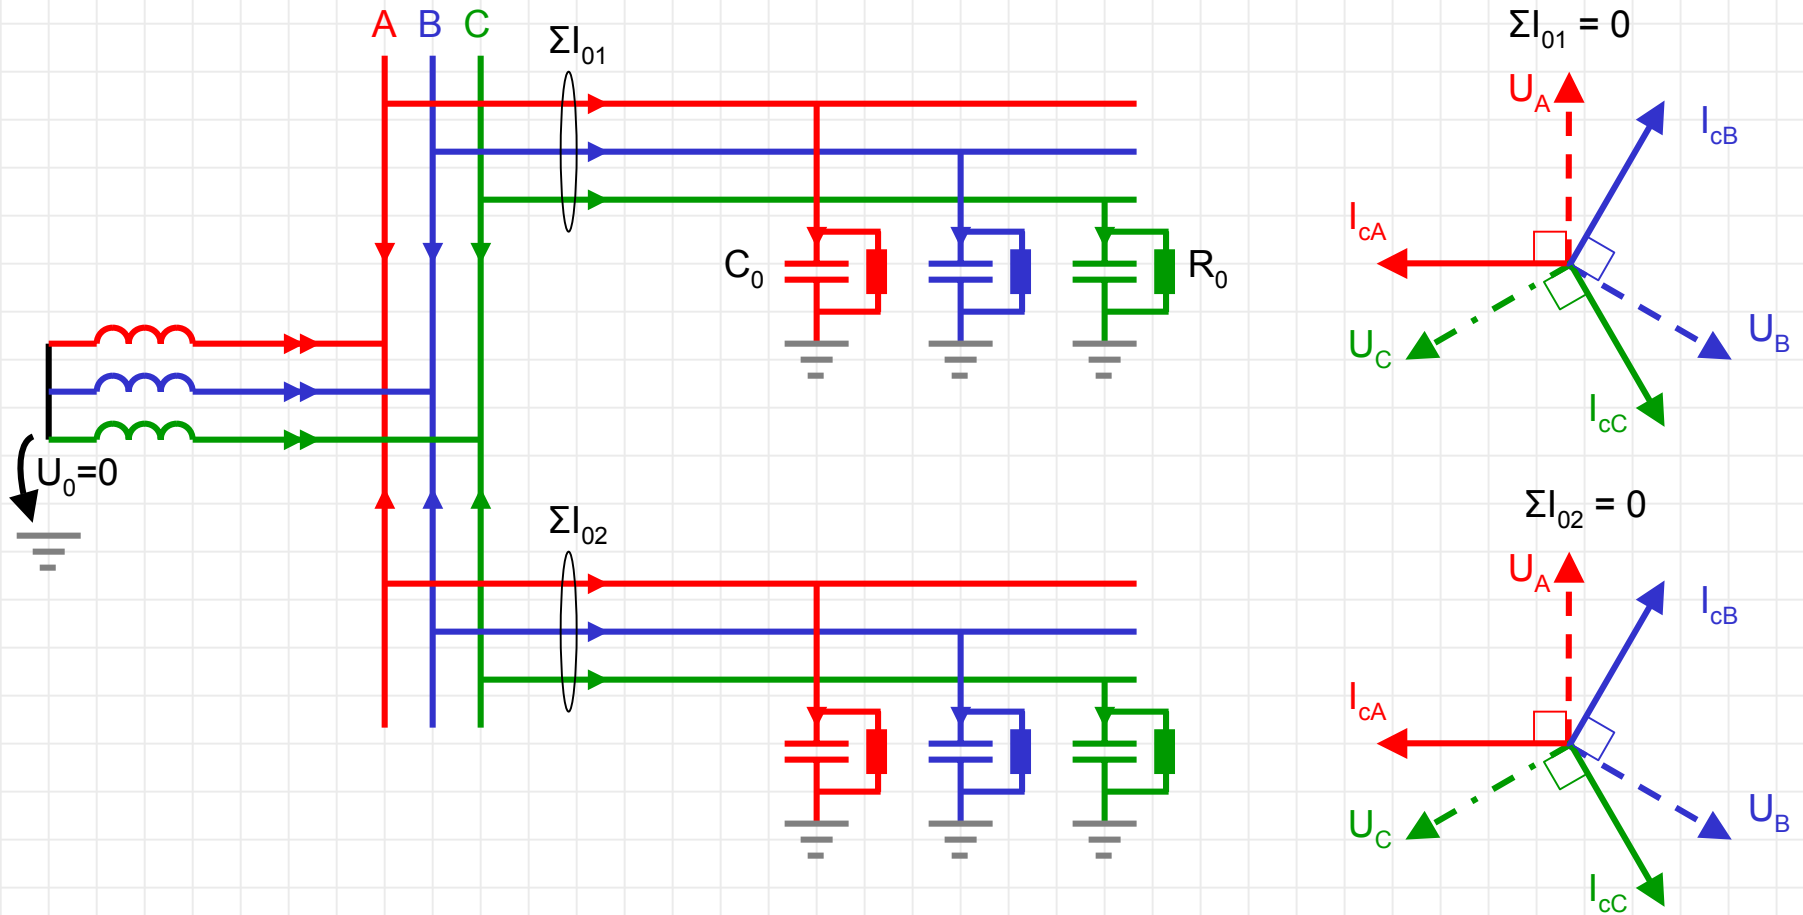 A B C
ΣI01
ΣI01 = 0
UA
IcB
IcA
C0
R0
UC
UB
IcC
U0=0
ΣI02
ΣI02 = 0
UA
IcB
IcA
UC
UB
IcC